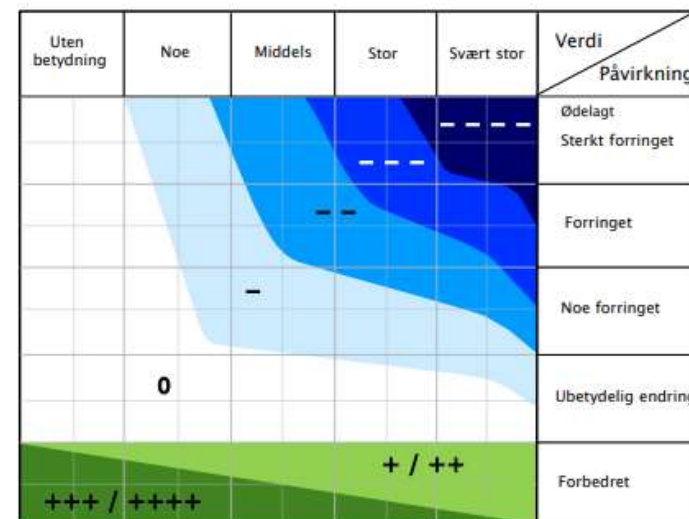 Uten
betydning
Noe
Middels
Stor
Svært stor
Verdi
Påvirkning
Ødelagt
Sterkt forringet
Forringet
Noe forringet
Ubetydelig endring
Forbedret
– – – –
– – –
– –
–
0
+ / ++
+++ / ++++